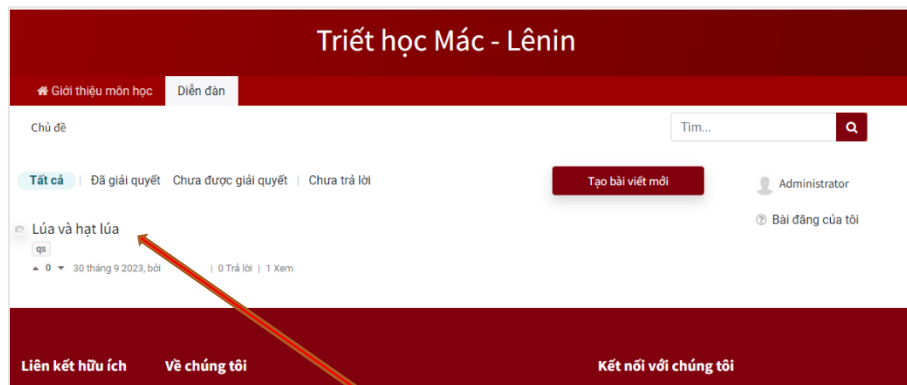 Triết học Mác - Lênin
Giới thiệu môn học Diễn đàn
Chủ đề Tìm...
Tất cả | Đã giải quyết Chưa được giải quyết | Chưa trả lời Tạo bài viết mới Administrator
Bài đăng của tôi
Lúa và hạt lúa
qs
0 30 tháng 9 2023, bởi | 0 Trả lời | 1 Xem
Liên kết hữu ích Về chúng tôi Kết nối với chúng tôi